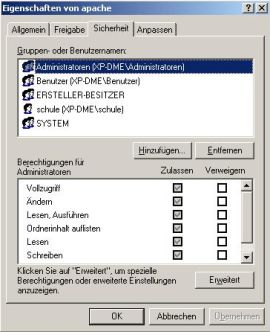 Eigenschaften von apache
Allgemein Freigabe Sicherheit Anpassen
Gruppen- oder Benutzernamen:
Administratoren (XP-DME\Administratoren)
Benutzer (XP-DME\Benutzer)
ERSTELLER-BESITZER
schule (XP-DME\schule)
SYSTEM
Hinzufügen... Entfernen
Berechtigungen für
Administratoren Zulassen Verweigern
Vollzugriff
Ändern
Lesen, Ausführen
Ordnerinhalt auflisten
Lesen
Schreiben
Klicken Sie auf "Erweitert", um spezielle
Berechtigungen oder erweiterte Einstellungen
anzuzeigen.
Erweitert
OK Abbrechen Übernehmen